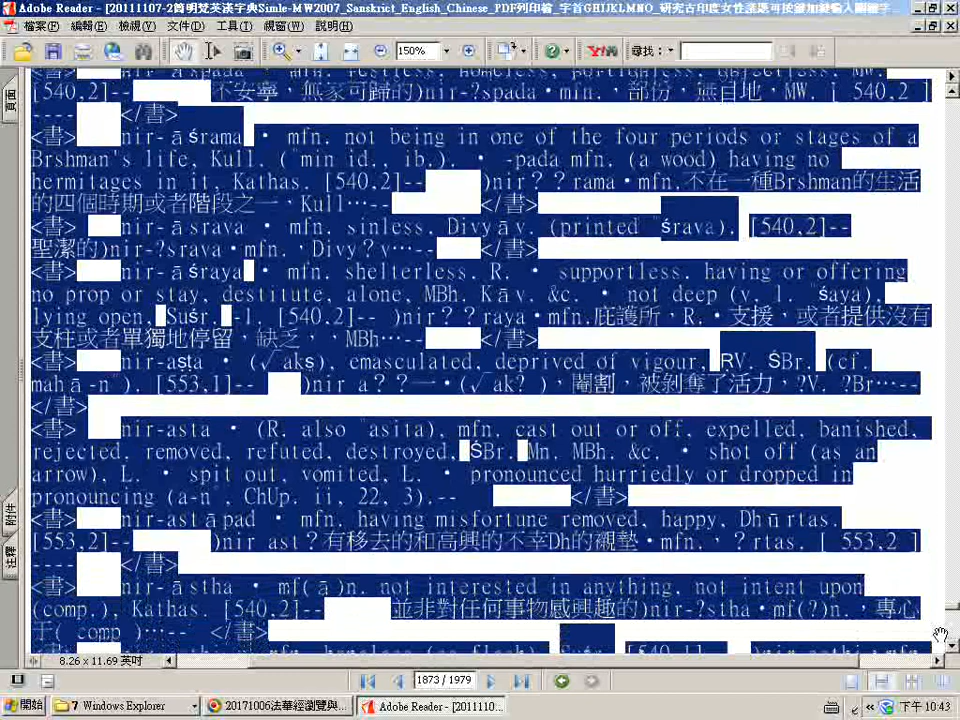 Adobe Reader - [20111107-2簡明梵英漢字典Simle-MW2007_Sanskrict_English_Chinese_PDF列印檔_字首GHIJKLMNO_研究古印度女性
檔案(F) 編輯(E) 檢視(V) 文件(D) 工具(T) 視窗(W) 說明(H)
150% 尋找：
頁面
[540,2]-- 不安寧，無家可歸的)nir-?spada‧mfn.，部份，無自地，MW. [ 540,2 ]
---- </書>
<書> nir-āśrama ‧ mfn. not being in one of the four periods or stages of a
Brshman's life, Kull. (°min id., ib.). ‧ -pada mfn. (a wood) having no
hermitages in it, Kathas. [540,2]-- )nir??rama‧mfn.不在一種Brshman的生活
的四個時期或者階段之一，Kull…-- </書>
<書> nir-āsrava ‧ mfn. sinless, Divyāv. (printed °śrava). [540,2]--
聖潔的)nir-?srava‧mfn.，Divy?v…-- </書>
<書> nir-āśraya ‧ mfn. shelterless, R. ‧ supportless, having or offering
no prop or stay, destitute, alone, MBh. Kāv. &c. ‧ not deep (v. l. °śaya),
lying open, Suśr. -1. [540,2]-- )nir??raya‧mfn.庇護所，R.‧支援，或者提供沒有
支柱或者單獨地停留，缺乏，,MBh…-- </書>
<書> nir-aṣṭa ‧ (√akṣ), emasculated, deprived of vigour, ṚV. ŚBr. (cf.
mahā-n°). [553,1]-- )nir a??一‧(√ak? )，閹割，被剝奪了活力，?V. ?Br…--
</書>
<書> nir-asta ‧ (R. also °asita), mfn. cast out or off, expelled, banished,
rejected, removed, refuted, destroyed, ŚBr. Mn. MBh. &c. ‧ shot off (as an
arrow), L. ‧ spit out, vomited, L. ‧ pronounced hurriedly or dropped in
pronouncing (a-n°, ChUp. ii, 22, 3).-- </書>
<書> nir-astāpad ‧ mfn. having misfortune removed, happy, Dhūrtas.
[553,2]-- )nir ast?有移去的和高興的不幸Dh的襯墊‧mfn.，?rtas. [ 553,2 ]
---- </書>
<書> nir-āstha ‧ mf(ā)n. not interested in anything, not intent upon
(comp.), Kathas. [540,2]-- 並非對任何事物感興趣的)nir-?stha‧mf(?)n.，專心
于( comp )…-- </書>
附件
注釋
8.26 x 11.69 英吋
1873 / 1979
開始 7 Windows Explorer 20171006法華經瀏覽與... Adobe Reader - [2011110... 下午 10:43